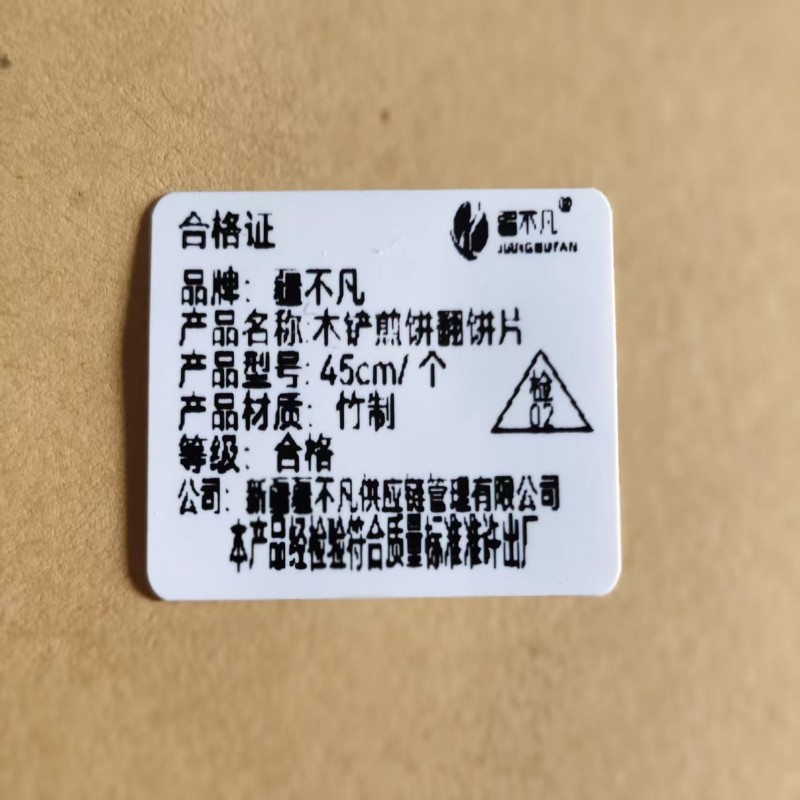 合格证
疆不凡®
JIANGBUFAN
品牌: 疆不凡
产品名称:木铲煎饼翻饼片
产品型号: 45cm/个
产品材质: 竹制
检
02
等级: 合格
公司: 新疆疆不凡供应链管理有限公司
本产品经检验符合质量标准准许出厂